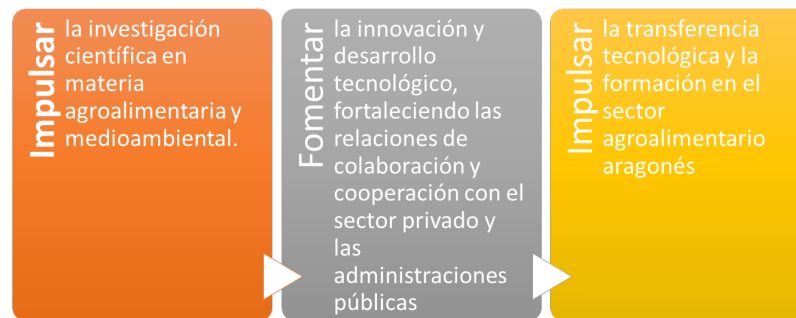 Impulsar
la investigación
científica en
materia
agroalimentaria y
medioambiental.
Fomentar
la innovación y
desarrollo
tecnológico,
fortaleciendo las
relaciones de
colaboración y
cooperación con el
sector privado y
las
administraciones
públicas
Impulsar
la transferencia
tecnológica y la
formación en el
sector
agroalimentario
aragonés